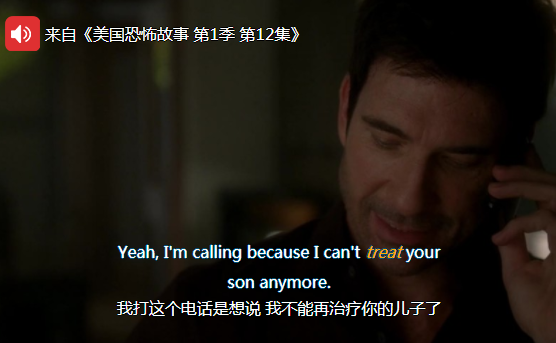 来自《美国恐怖故事 第1季 第12集》
Yeah, I'm calling because I can't treat your
son anymore.
我打这个电话是想说 我不能再治疗你的儿子了